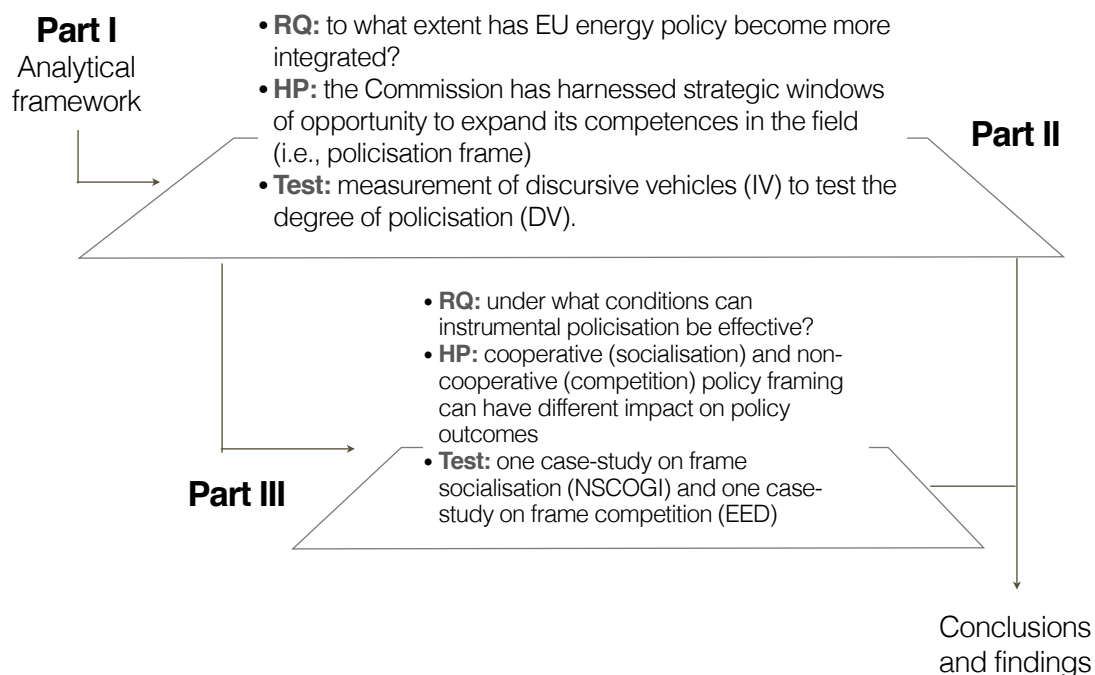 Part I
Analytical
framework
• RQ: to what extent has EU energy policy become more
integrated?
• HP: the Commission has harnessed strategic windows
of opportunity to expand its competences in the field
(i.e., policisation frame)
• Test: measurement of discursive vehicles (IV) to test the
degree of policisation (DV).
Part II
• RQ: under what conditions can
instrumental policisation be effective?
• HP: cooperative (socialisation) and non-
cooperative (competition) policy framing
can have different impact on policy
outcomes
• Test: one case-study on frame
socialisation (NSCOGI) and one case-
study on frame competition (EED)
Part III
Conclusions
and findings